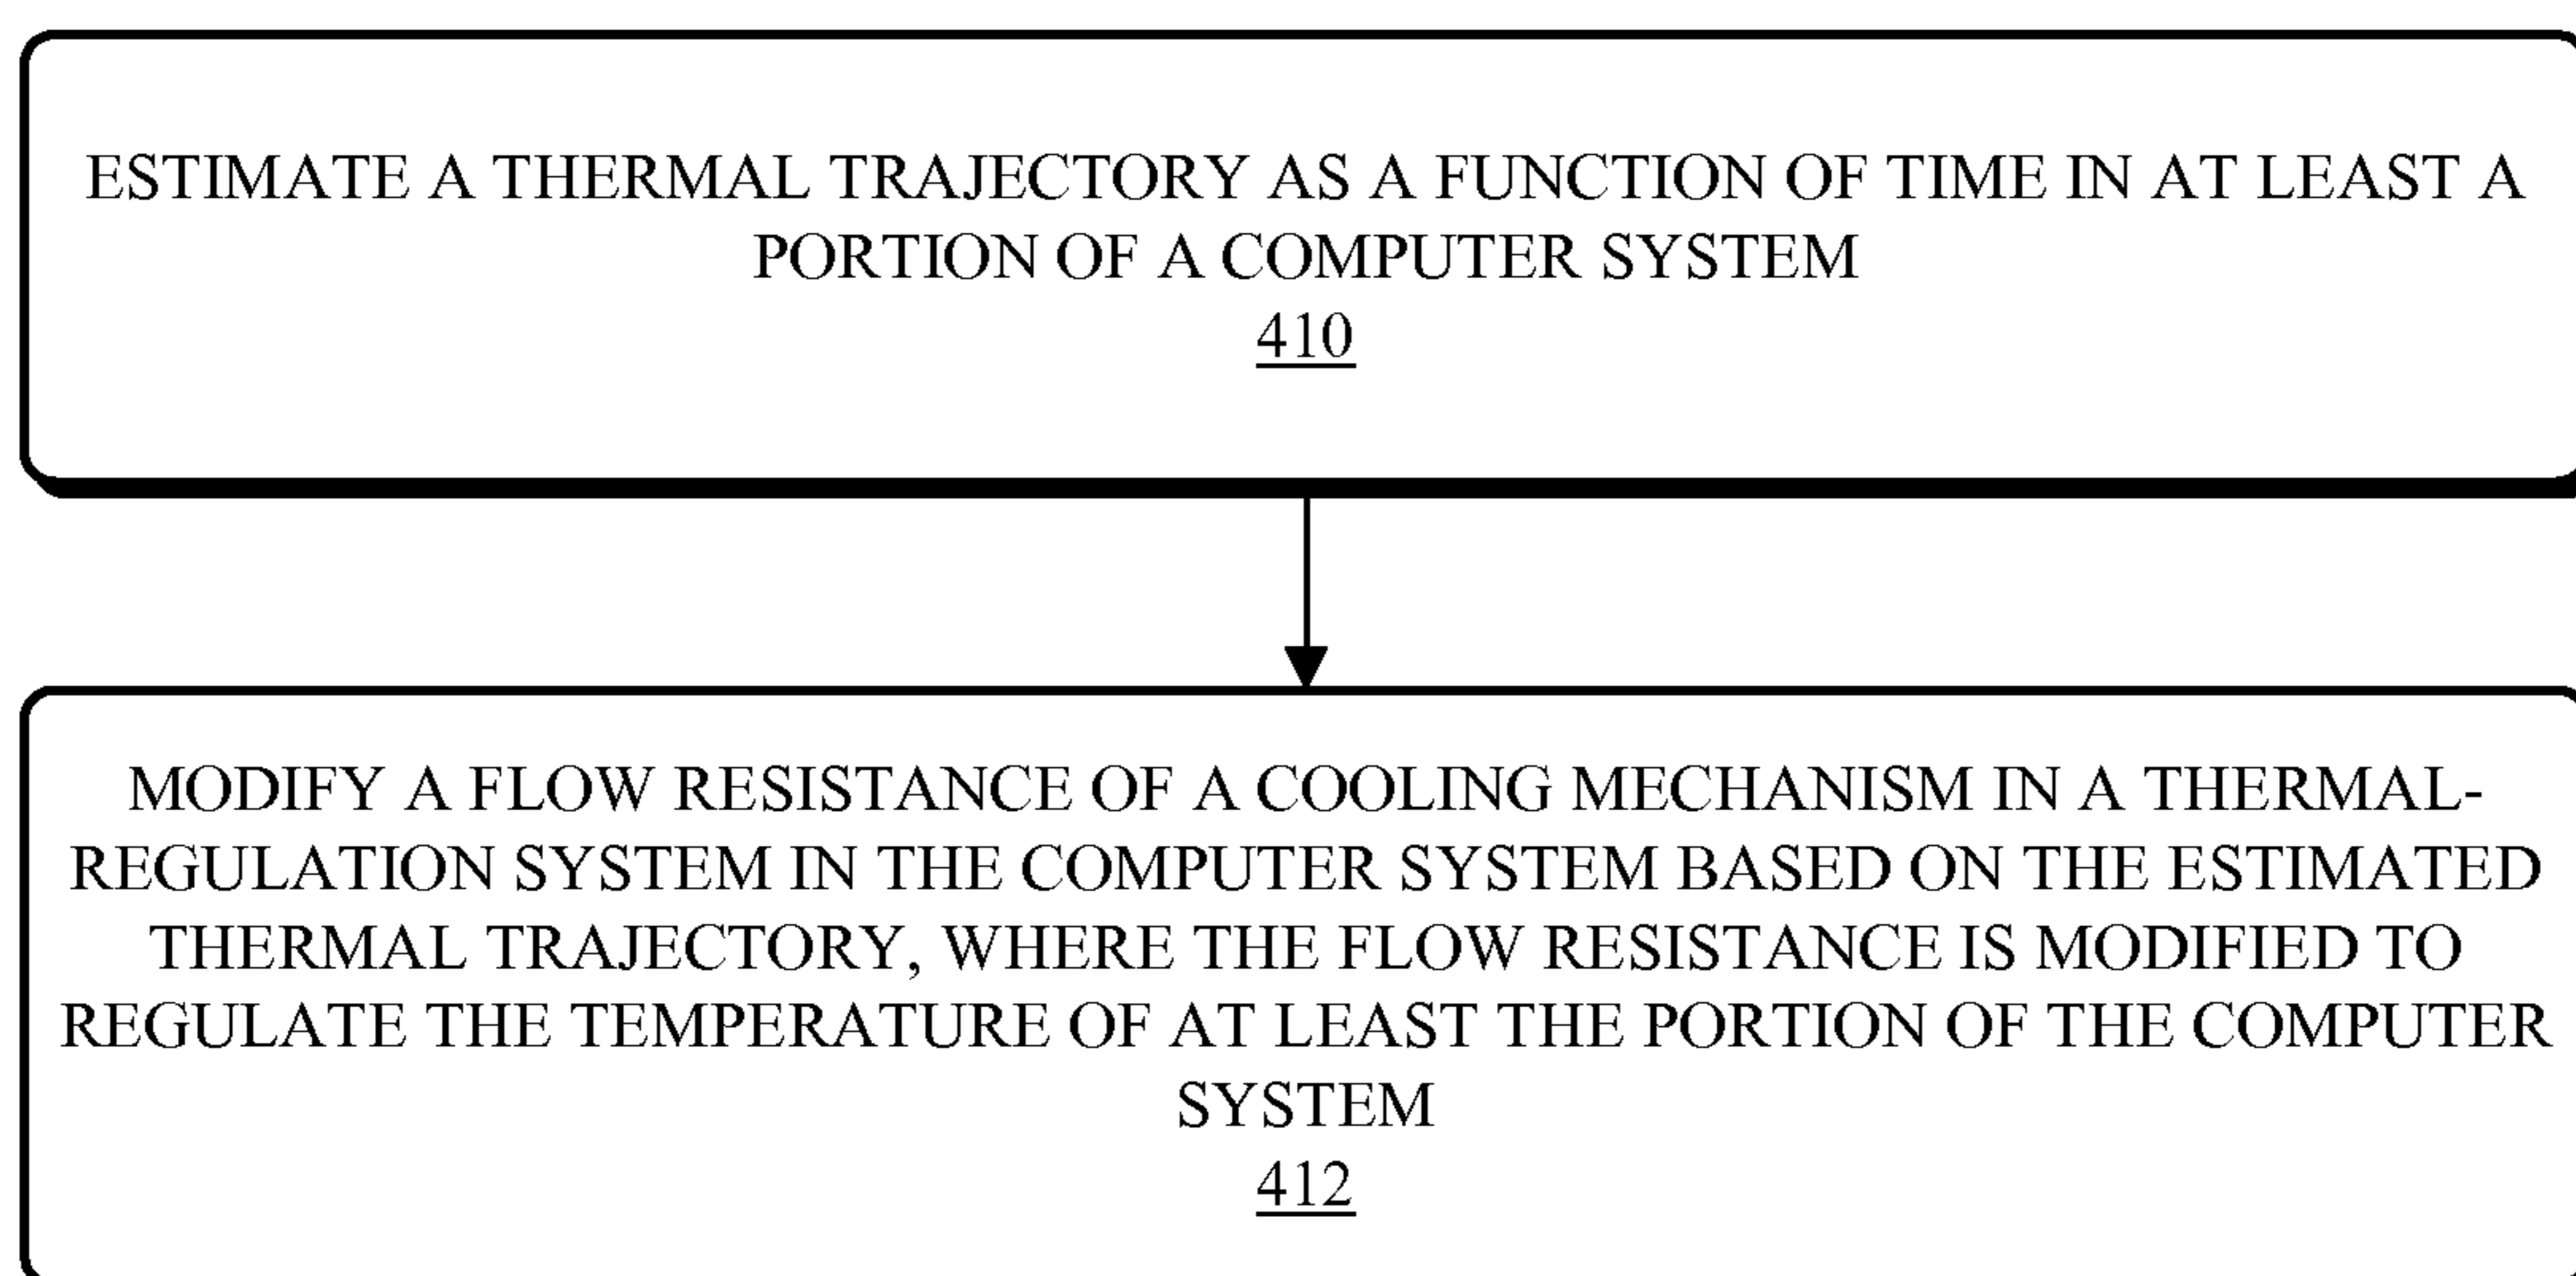 ESTIMATE A THERMAL TRAJECTORY AS A FUNCTION OF TIME IN AT LEAST A
PORTION OF A COMPUTER SYSTEM
410
MODIFY A FLOW RESISTANCE OF A COOLING MECHANISM IN A THERMAL-
REGULATION SYSTEM IN THE COMPUTER SYSTEM BASED ON THE ESTIMATED
THERMAL TRAJECTORY, WHERE THE FLOW RESISTANCE IS MODIFIED TO
REGULATE THE TEMPERATURE OF AT LEAST THE PORTION OF THE COMPUTER
SYSTEM
412